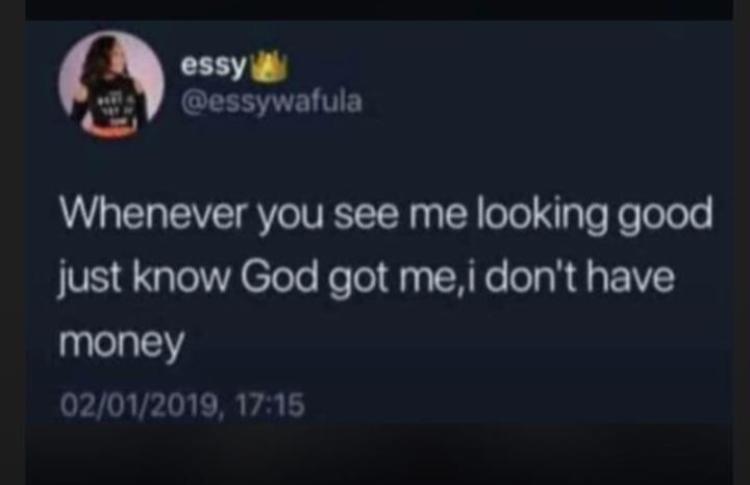 essy👑
@essywafula
Whenever you see me looking good
just know God got me,i don't have
money
02/01/2019, 17:15